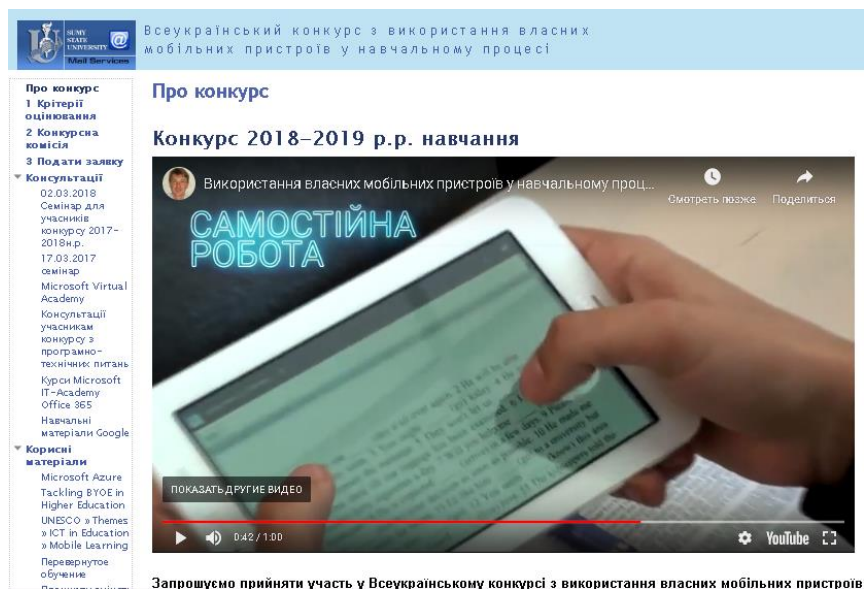 SUMY
STATE
UNIVERSITY
@
Mail Services
Всеукраїнський конкурс з використання власних
мобільних пристроїв у навчальному процесі
Про конкурс
1 Крітерії
оцінювання
2 Конкурсна
комісія
3 Подати заявку
Консультації
02.03.2018
Семінар для
учасників
конкурсу 2017-
2018н.р.
17.03.2017
семінар
Microsoft Virtual
Academy
Консультації
учасникам
конкурсу з
програмно-
технічних питань
Курси Microsoft
IT-Academy
Office 365
Навчальні
матеріали Google
Корисні
матеріали
Microsoft Azure
Tackling BYOE in
Higher Education
UNESCO » Themes
» ICT in Education
» Mobile Learning
Перевернутое
обучение
Про конкурс
Конкурс 2018-2019 р.р. навчання
Використання власних мобільних пристроїв у навчальному проц...
Смотреть позже
Поделиться
САМОСТІЙНА
РОБОТА
ПОКАЗАТЬ ДРУГИЕ ВИДЕО
0:42 / 1:00
YouTube
Запрошуємо прийняти участь у Всеукраїнському конкурсі з використання власних мобільних пристроїв